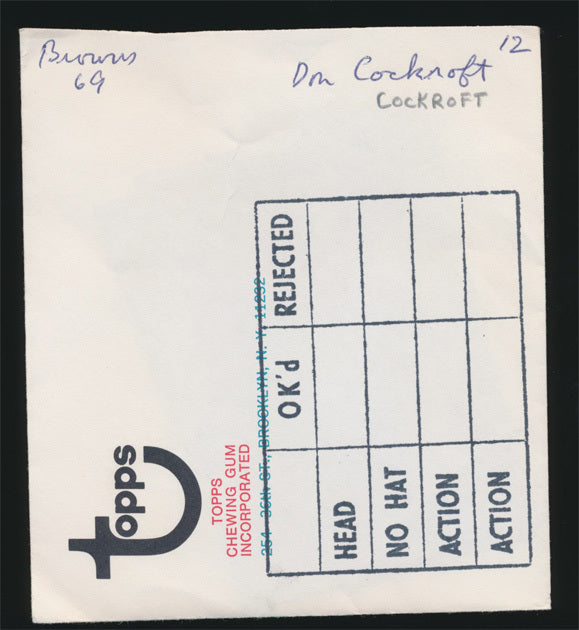 Browns
69
12
Don Cockroft
COCKROFT
topps
TOPPS
CHEWING GUM
INCORPORATED
254 36th ST., BROOKLYN, N. Y. 11232
OK'd REJECTED
HEAD
NO HAT
ACTION
ACTION